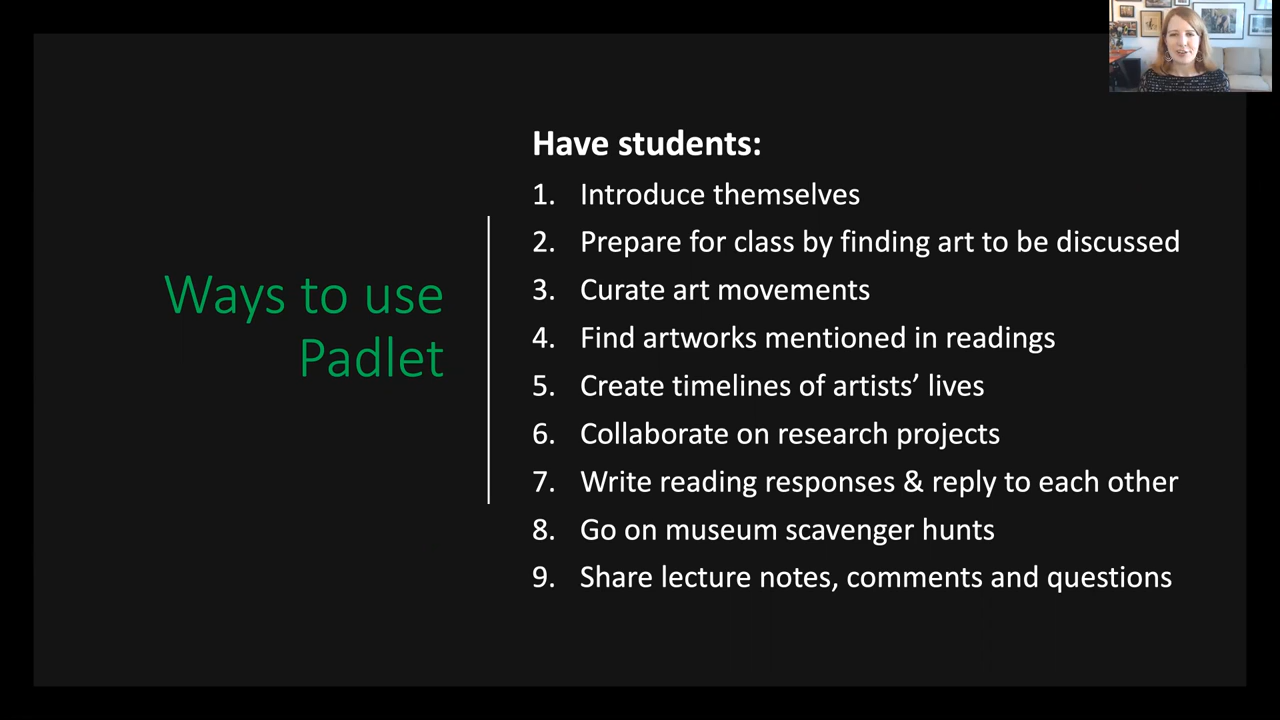 Ways to use
Padlet
Have students:
1. Introduce themselves
2. Prepare for class by finding art to be discussed
3. Curate art movements
4. Find artworks mentioned in readings
5. Create timelines of artists’ lives
6. Collaborate on research projects
7. Write reading responses & reply to each other
8. Go on museum scavenger hunts
9. Share lecture notes, comments and questions